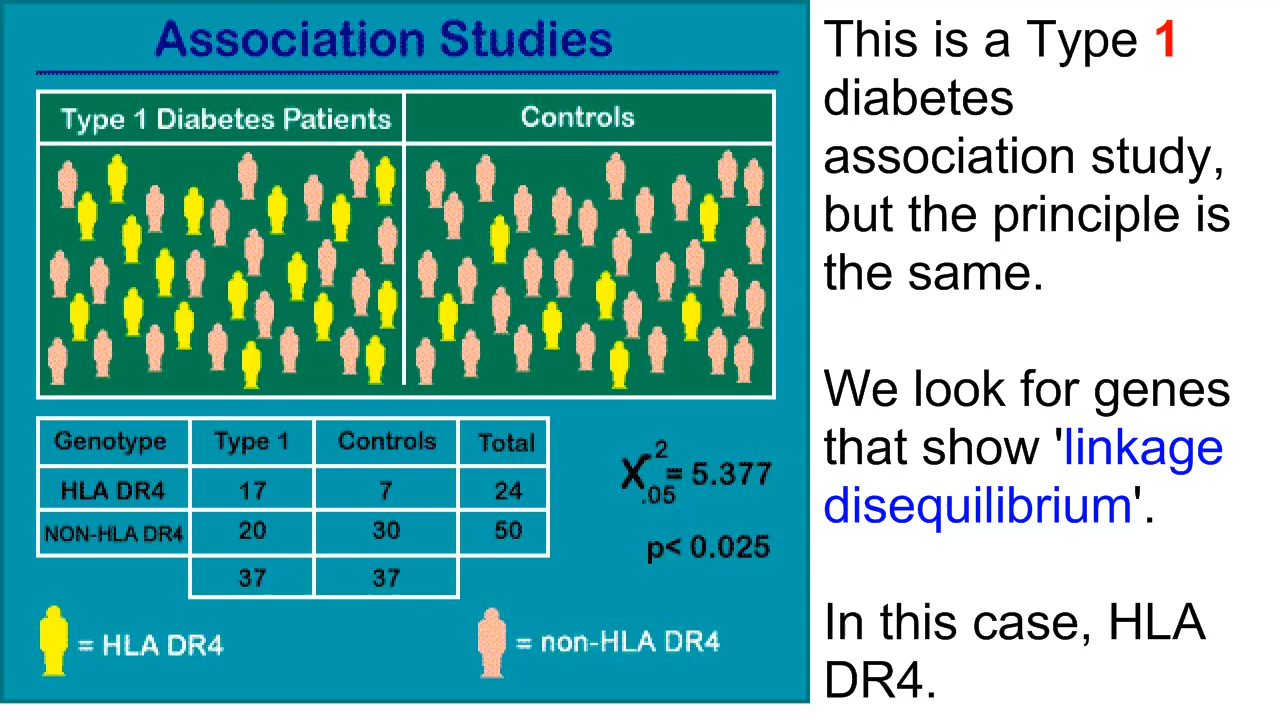 Association Studies
Type 1 Diabetes Patients
Controls
Genotype Type 1 Controls Total
HLA DR4 17 7 24
NON-HLA DR4 20 30 50
37 37
= HLA DR4
= non-HLA DR4
X² .05 = 5.377
p< 0.025
This is a Type 1
diabetes
association study,
but the principle is
the same.
We look for genes
that show 'linkage
disequilibrium'.
In this case, HLA
DR4.